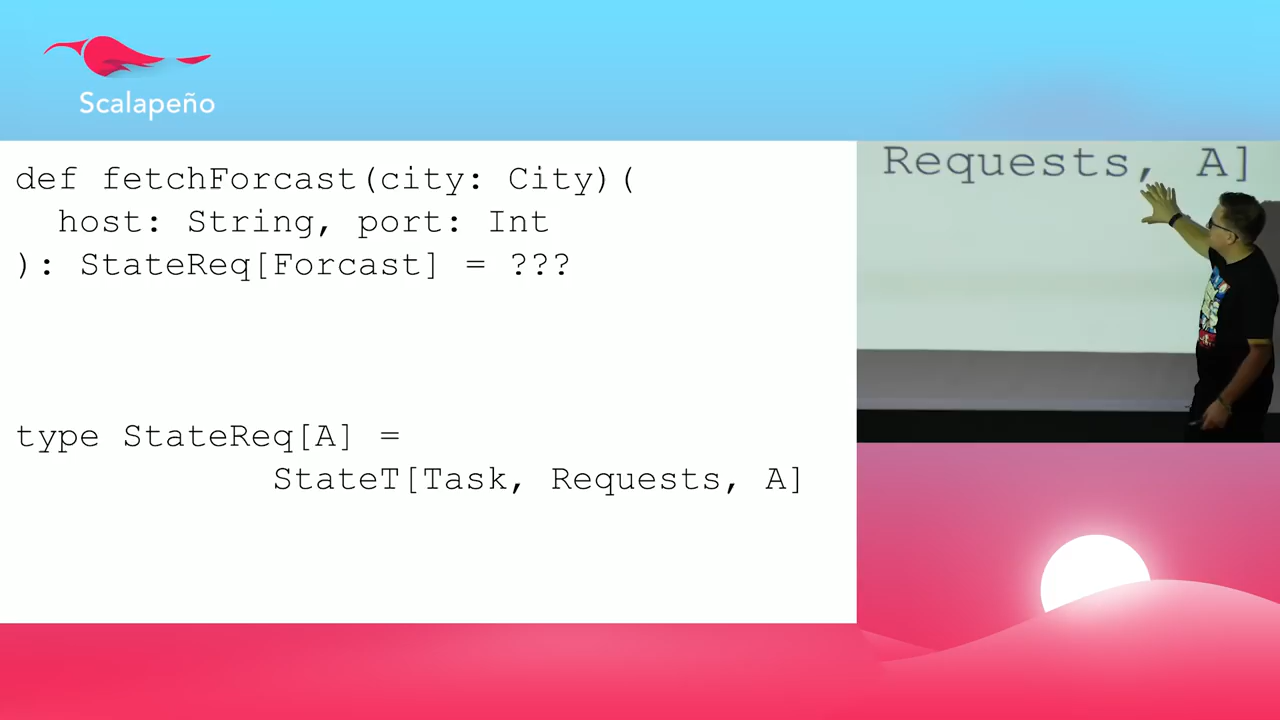 Scalapeño
def fetchForcast(city: City)(
  host: String, port: Int
): StateReq[Forcast] = ???
type StateReq[A] =
            StateT[Task, Requests, A]
Requests, A]